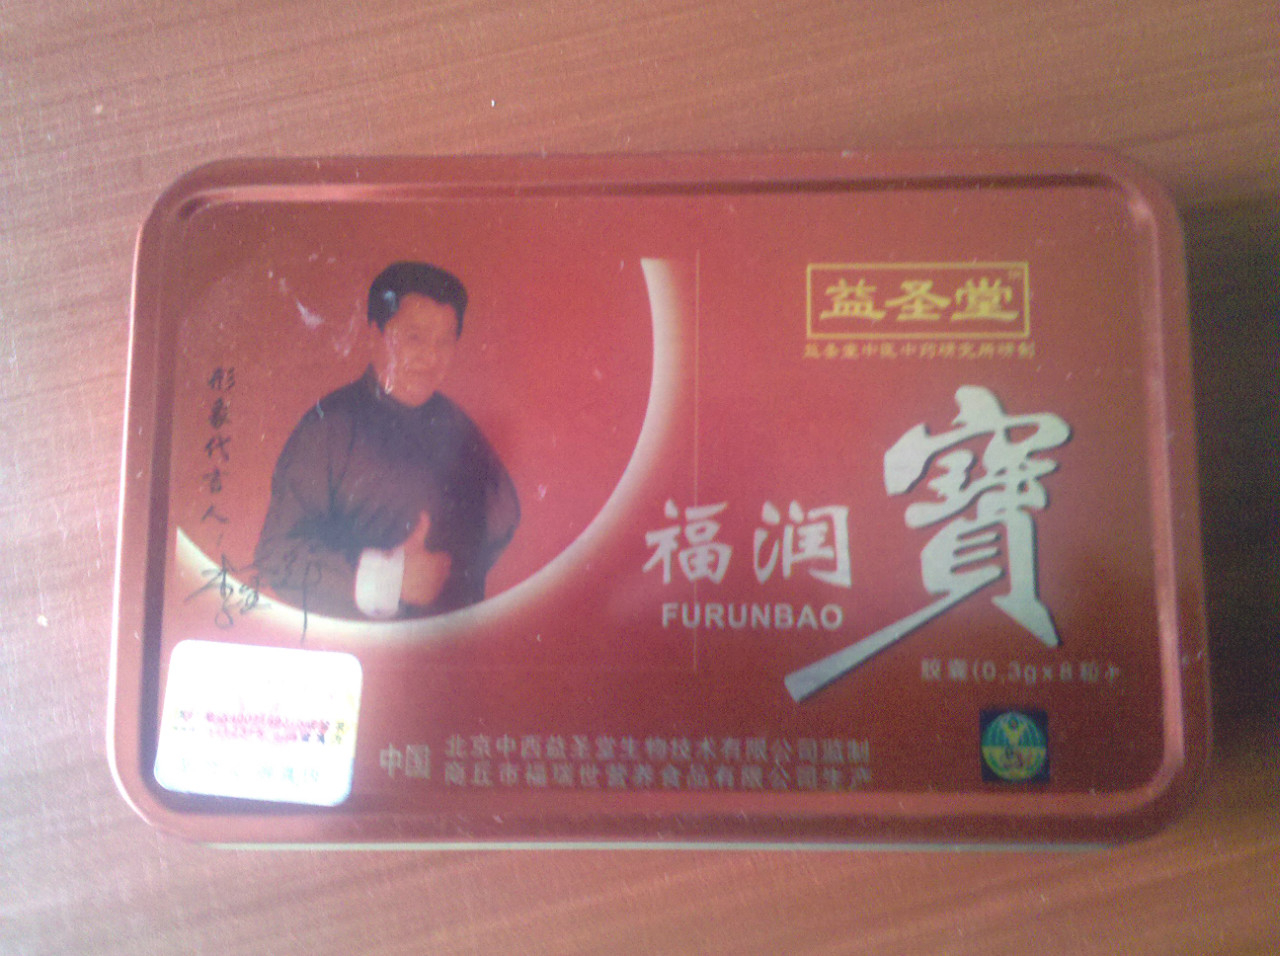 益圣堂
TM
益圣堂中医中药研究所研制
形象代言人:
福润寶
FURUNBAO
胶囊(0.3g×8粒
中国
北京中西益圣堂生物技术有限公司监制
商丘市福瑞世营养食品有限公司生产